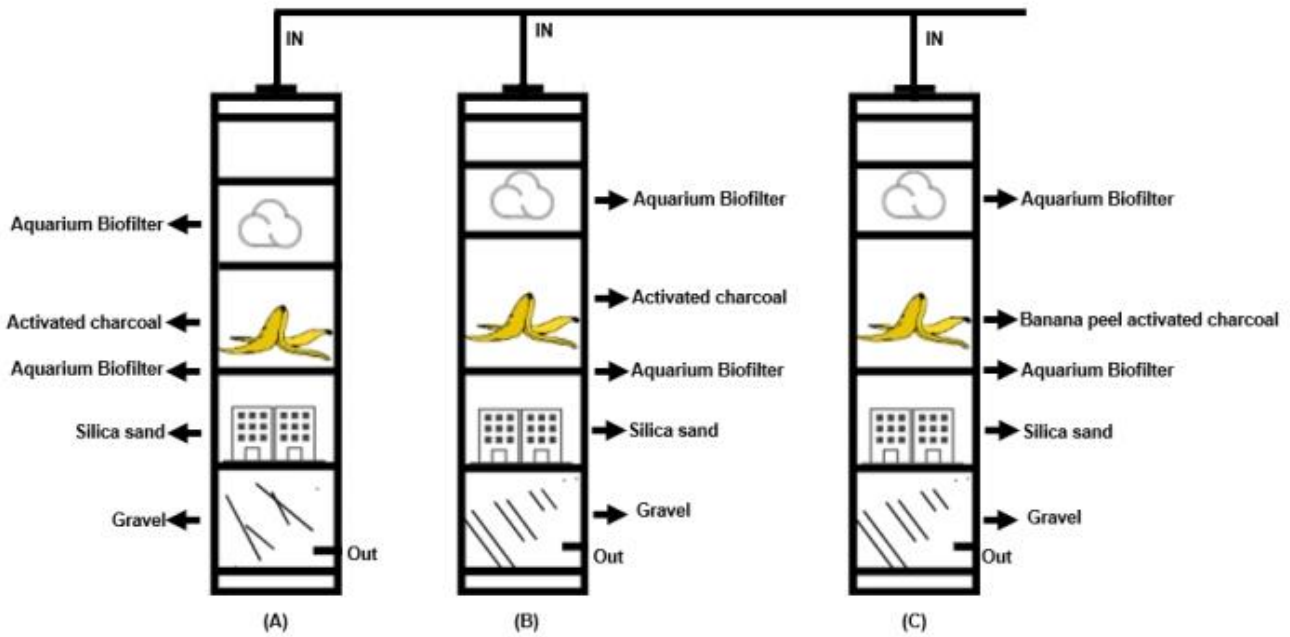 IN
IN
IN
Aquarium Biofilter
Activated charcoal
Aquarium Biofilter
Silica sand
Gravel
Out
(A)
Aquarium Biofilter
Activated charcoal
Aquarium Biofilter
Silica sand
Gravel
Out
(B)
Aquarium Biofilter
Banana peel activated charcoal
Aquarium Biofilter
Silica sand
Gravel
Out
(C)